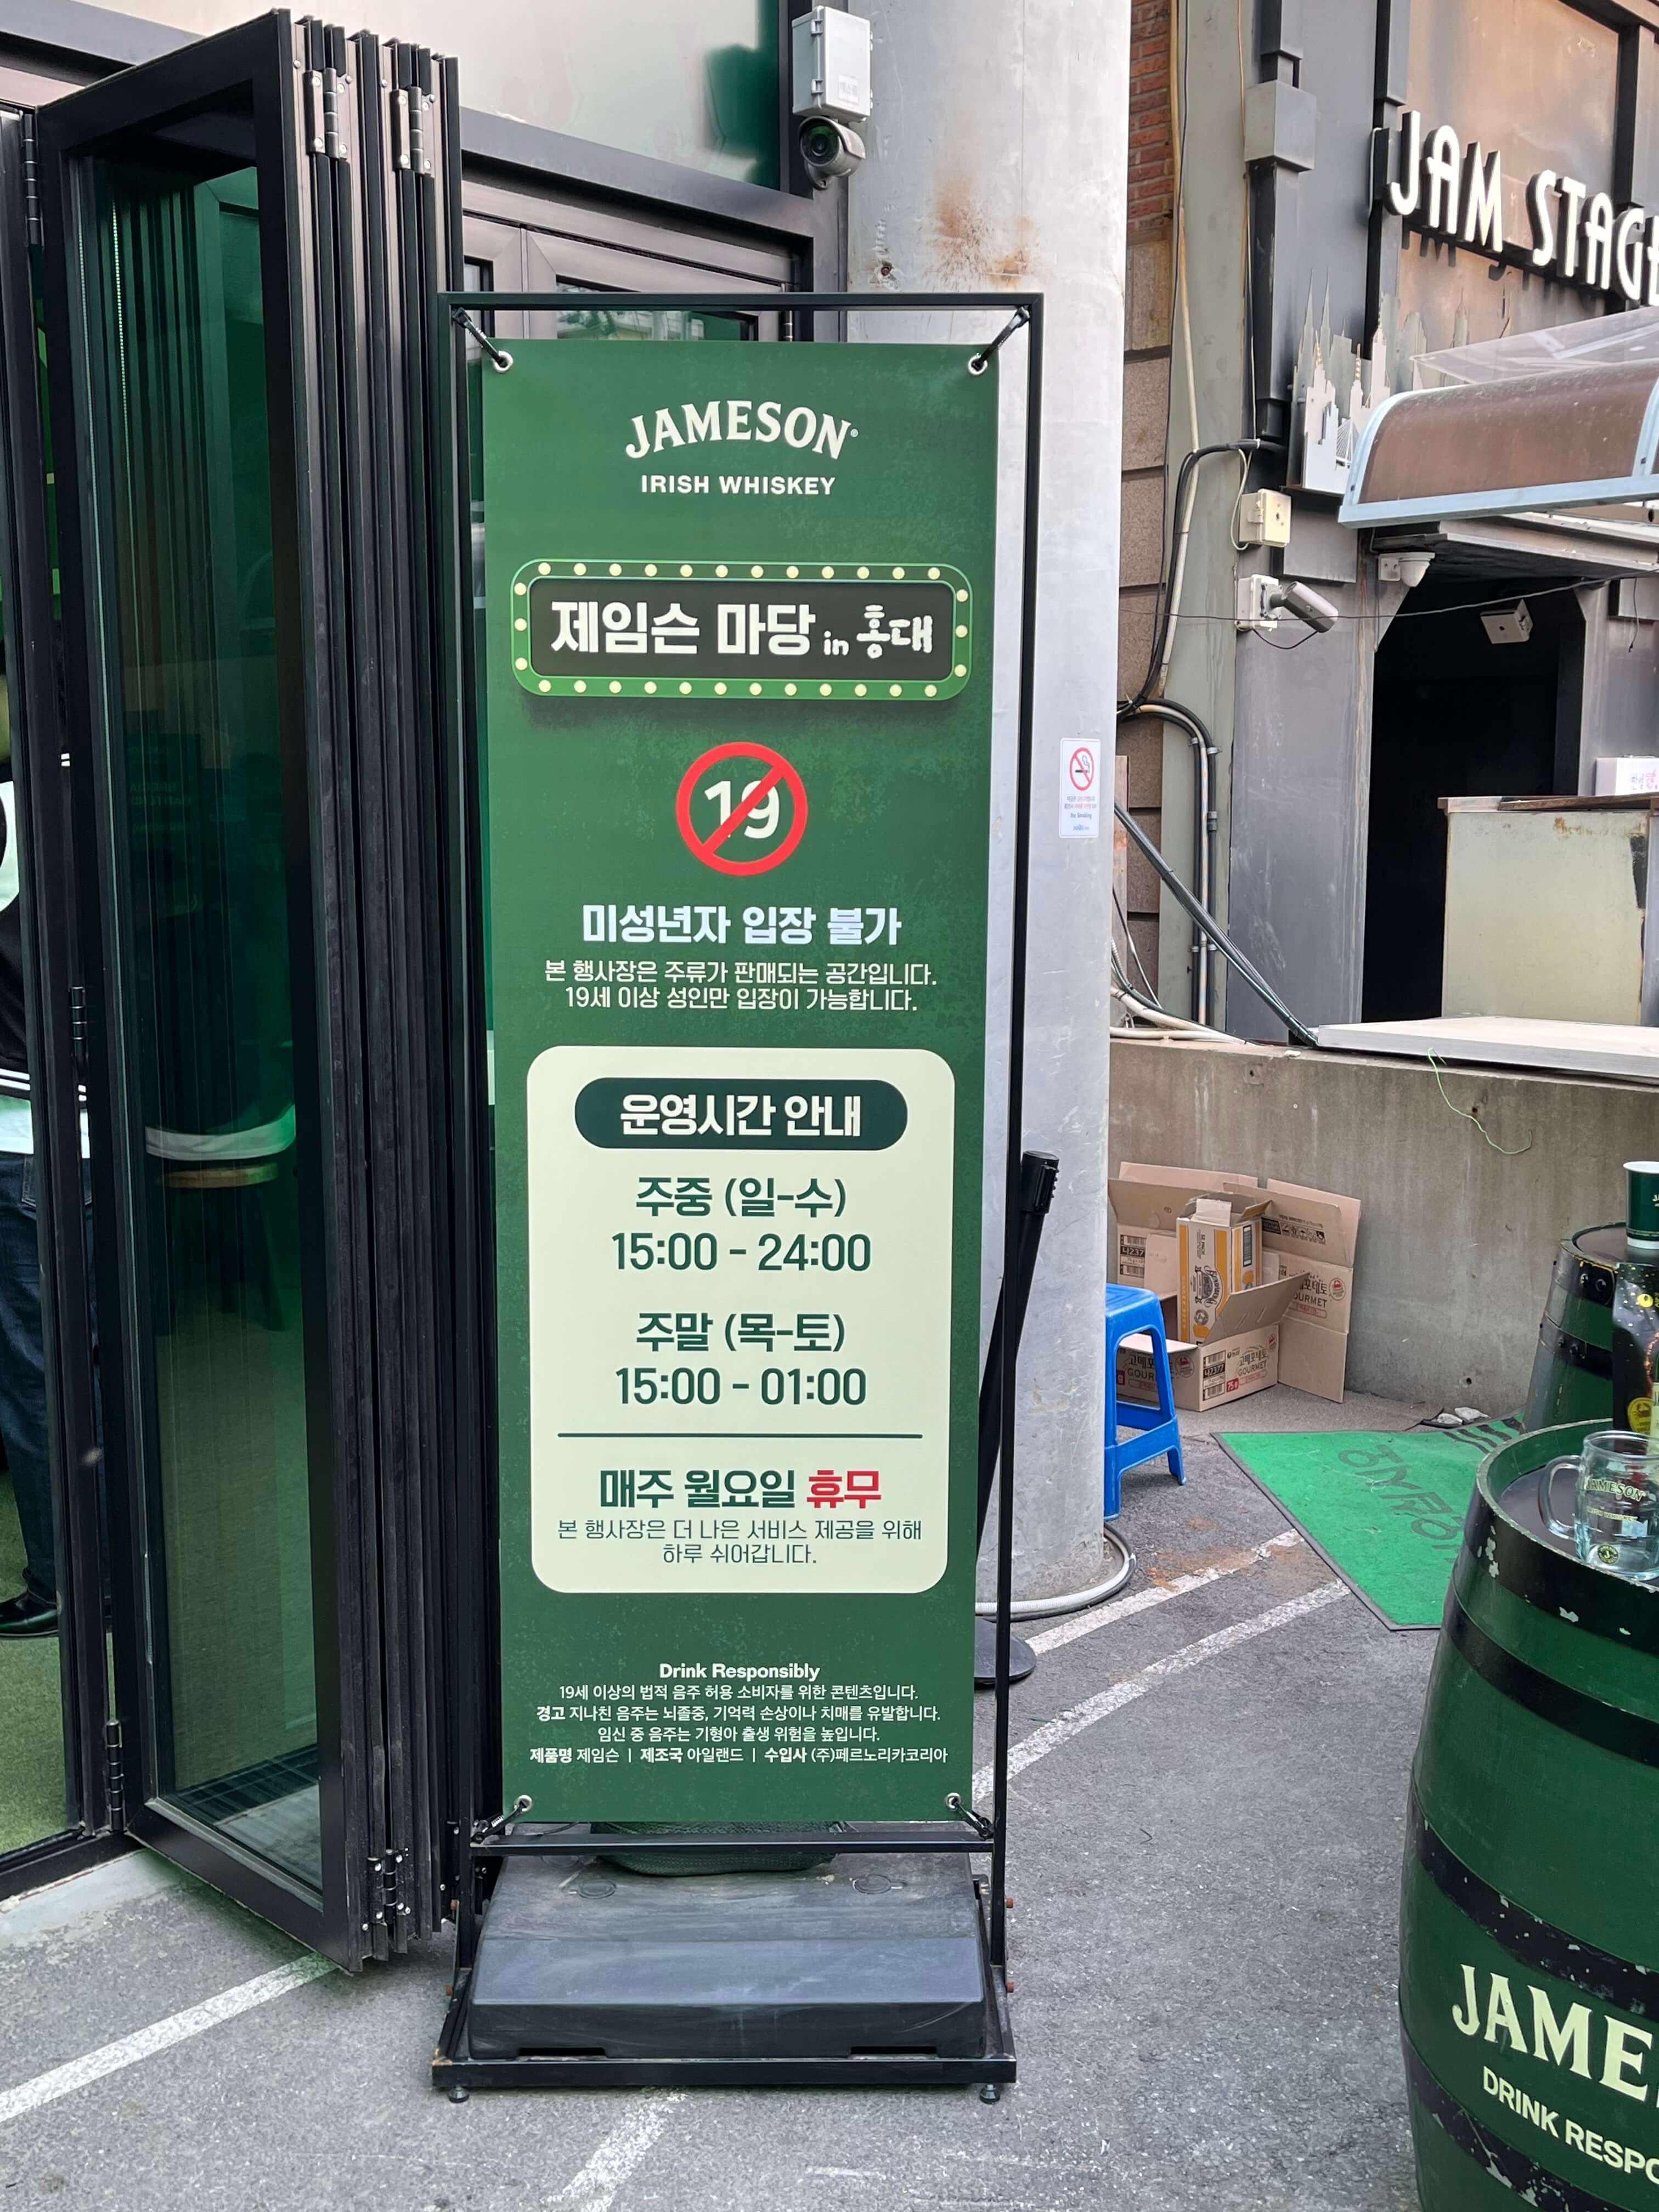 JAMESON®
IRISH WHISKEY
제임슨 마당 in 홍대
19
미성년자 입장 불가
본 행사장은 주류가 판매되는 공간입니다.
19세 이상 성인만 입장이 가능합니다.
운영시간 안내
주중 (일-수)
15:00 - 24:00
주말 (목-토)
15:00 - 01:00
매주 월요일 휴무
본 행사장은 더 나은 서비스 제공을 위해
하루 쉬어갑니다.
Drink Responsibly
19세 이상의 법적 음주 허용 소비자를 위한 콘텐츠입니다.
경고 지나친 음주는 뇌졸중, 기억력 손상이나 치매를 유발합니다.
임신 중 음주는 기형아 출생 위험을 높입니다.
제품명 제임슨 | 제조국 아일랜드 | 수입사 (주)페르노리카코리아
JAM STAGE
No Smoking
고메포테토
GOURMET
JAMESON
JAME
DRINK RESPO